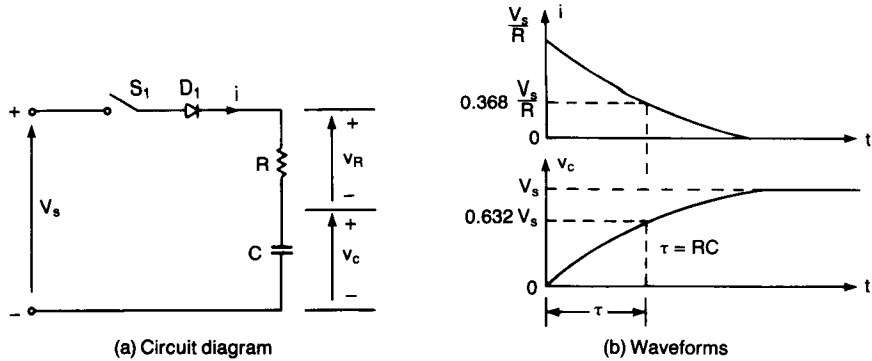 S₁ D₁ i
+
+
R
v_R
−
V_s
+
C
v_c
−
−
(a) Circuit diagram
V_s/R i
0.368 V_s/R
0
t
v_c
V_s
0.632 V_s
τ = RC
0
t
τ
(b) Waveforms